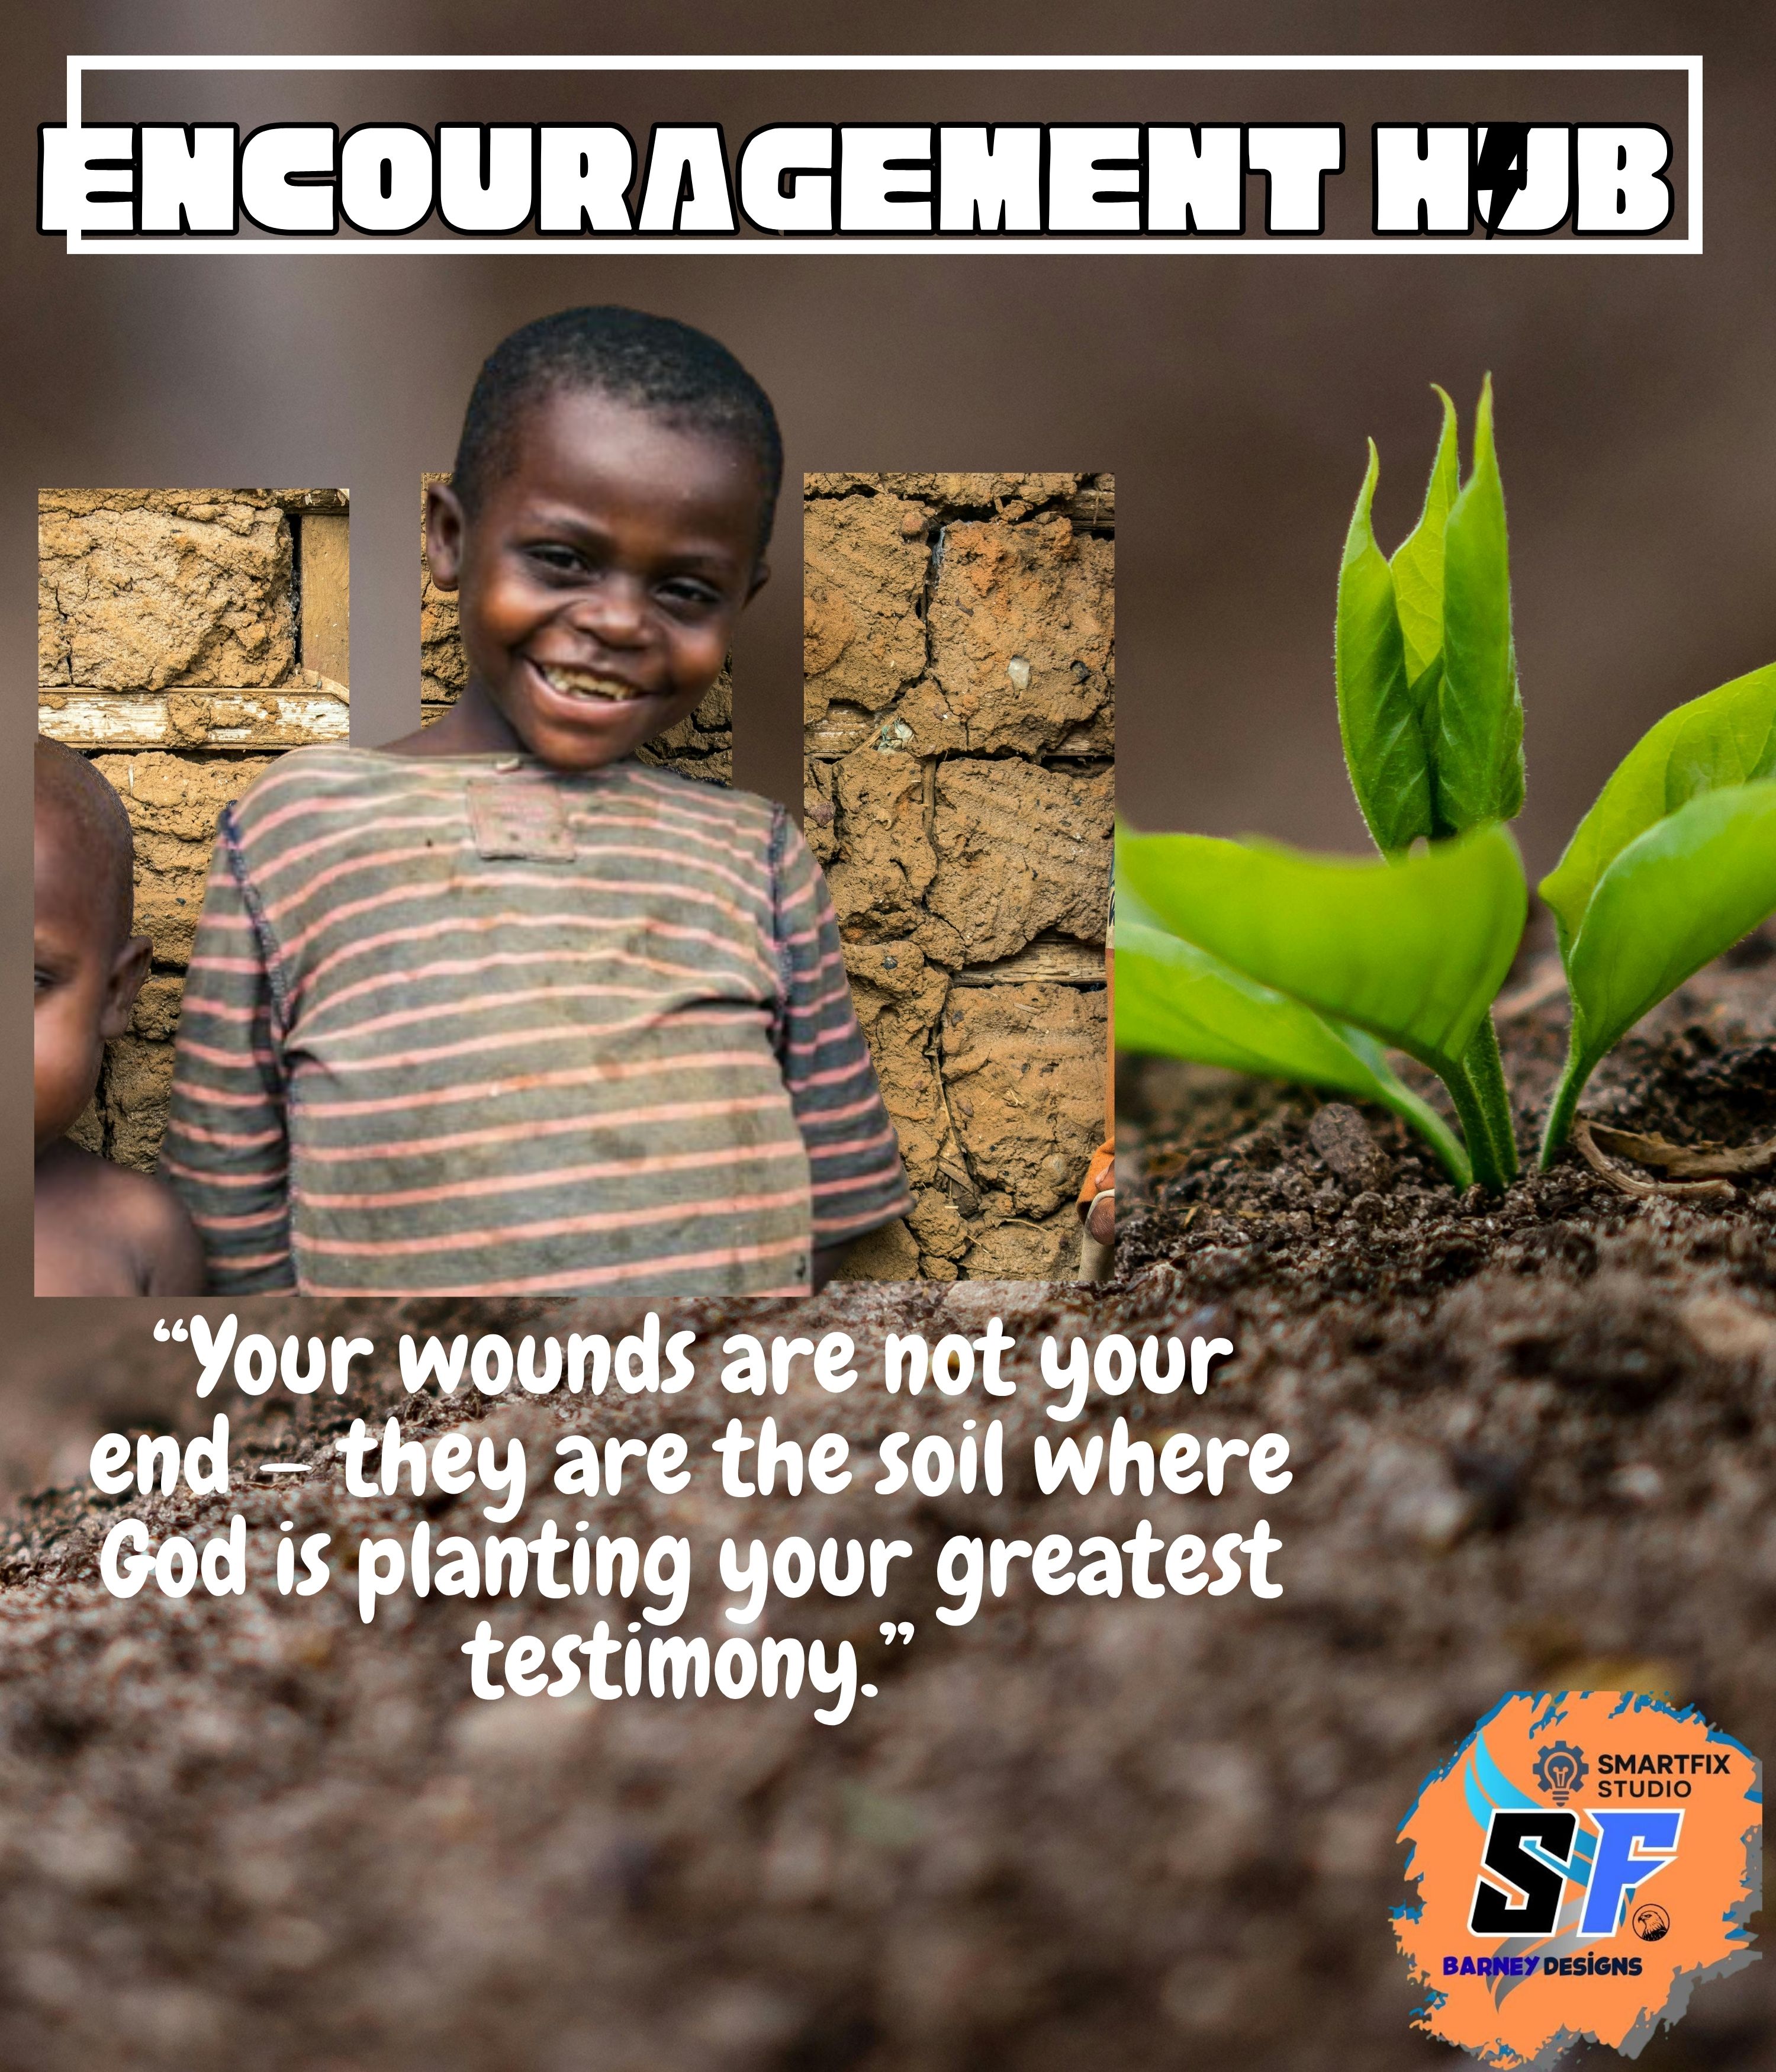 ENCOURAGEMENT HUB
“Your wounds are not your
end – they are the soil where
God is planting your greatest
testimony.”
SMARTFIX
STUDIO
SF
BARNEY DESIGNS